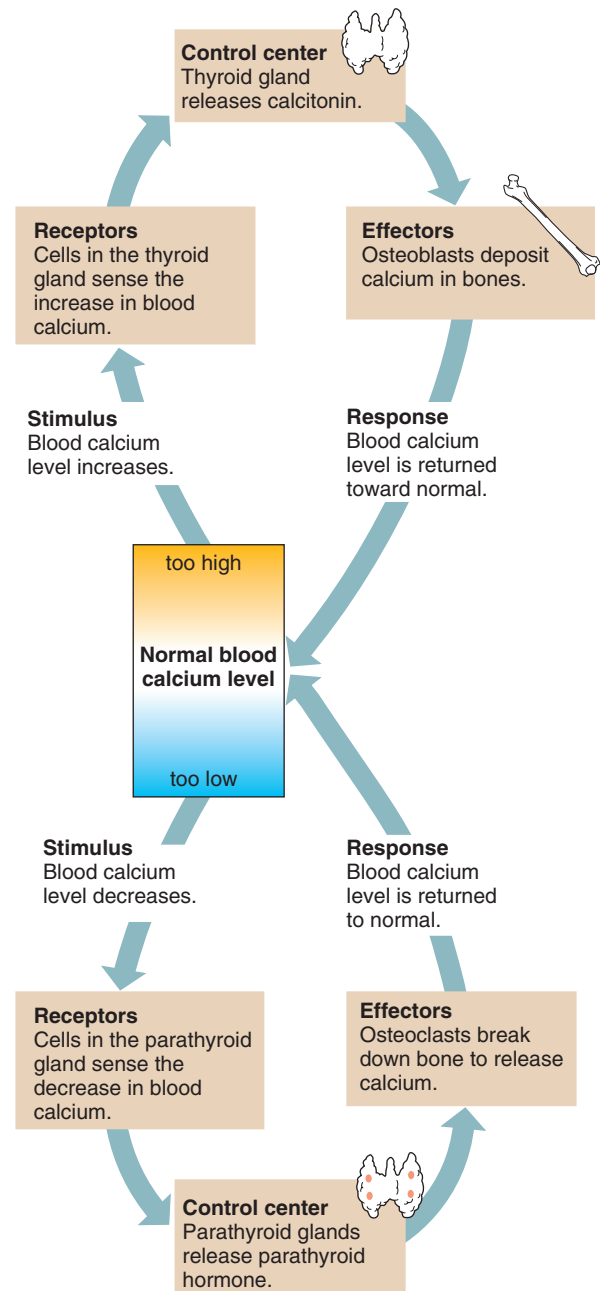 Control center
Thyroid gland
releases calcitonin.
Receptors
Cells in the thyroid
gland sense the
increase in blood
calcium.
Effectors
Osteoblasts deposit
calcium in bones.
Stimulus
Blood calcium
level increases.
Response
Blood calcium
level is returned
toward normal.
too high
Normal blood
calcium level
too low
Stimulus
Blood calcium
level decreases.
Response
Blood calcium
level is returned
to normal.
Receptors
Cells in the parathyroid
gland sense the
decrease in blood
calcium.
Effectors
Osteoclasts break
down bone to release
calcium.
Control center
Parathyroid glands
release parathyroid
hormone.